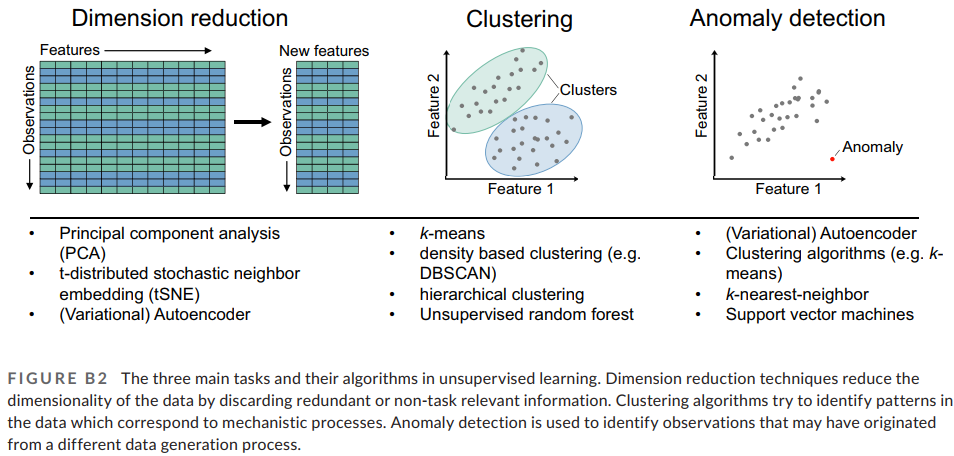 Dimension reduction
Features
New features
Observations
Observations
Clustering
Feature 2
Clusters
Feature 1
Anomaly detection
Feature 2
Anomaly
Feature 1
• Principal component analysis
(PCA)
• t-distributed stochastic neighbor
embedding (tSNE)
• (Variational) Autoencoder
• k-means
• density based clustering (e.g.
DBSCAN)
• hierarchical clustering
• Unsupervised random forest
• (Variational) Autoencoder
• Clustering algorithms (e.g. k-
means)
• k-nearest-neighbor
• Support vector machines
FIGURE B2 The three main tasks and their algorithms in unsupervised learning. Dimension reduction techniques reduce the
dimensionality of the data by discarding redundant or non-task relevant information. Clustering algorithms try to identify patterns in
the data which correspond to mechanistic processes. Anomaly detection is used to identify observations that may have originated
from a different data generation process.